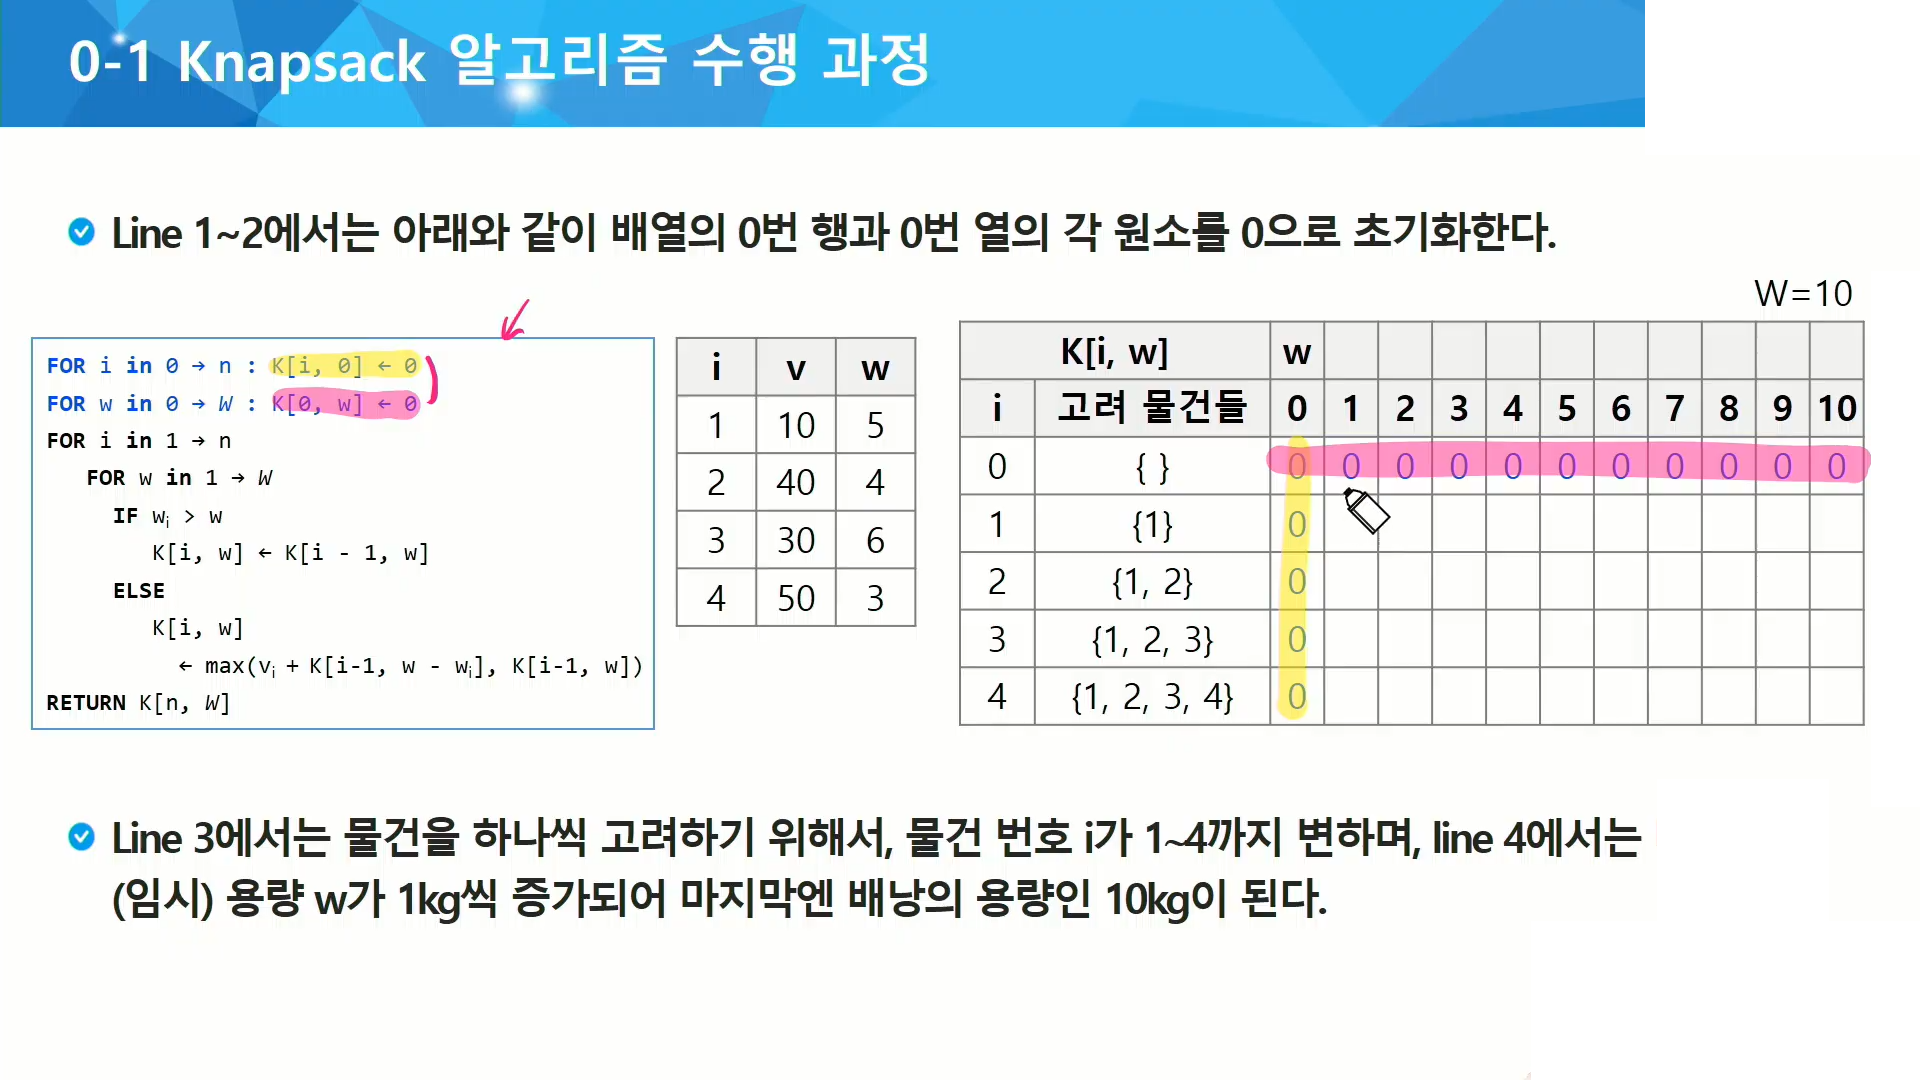 0-1 Knapsack 알고리즘 수행 과정
Line 1~2에서는 아래와 같이 배열의 0번 행과 0번 열의 각 원소를 0으로 초기화한다.
W=10
FOR i in 0 → n : K[i, 0] ← 0
FOR w in 0 → W : K[0, w] ← 0
FOR i in 1 → n
FOR w in 1 → W
IF wᵢ > w
K[i, w] ← K[i - 1, w]
ELSE
K[i, w]
← max(vᵢ + K[i-1, w - wᵢ], K[i-1, w])
RETURN K[n, W]
i v w
1 10 5
2 40 4
3 30 6
4 50 3
K[i, w] w
i 고려 물건들 0 1 2 3 4 5 6 7 8 9 10
0 { } 0 0 0 0 0 0 0 0 0 0 0
1 {1} 0
2 {1, 2} 0
3 {1, 2, 3} 0
4 {1, 2, 3, 4} 0
Line 3에서는 물건을 하나씩 고려하기 위해서, 물건 번호 i가 1~4까지 변하며, line 4에서는
(임시) 용량 w가 1kg씩 증가되어 마지막엔 배낭의 용량인 10kg이 된다.